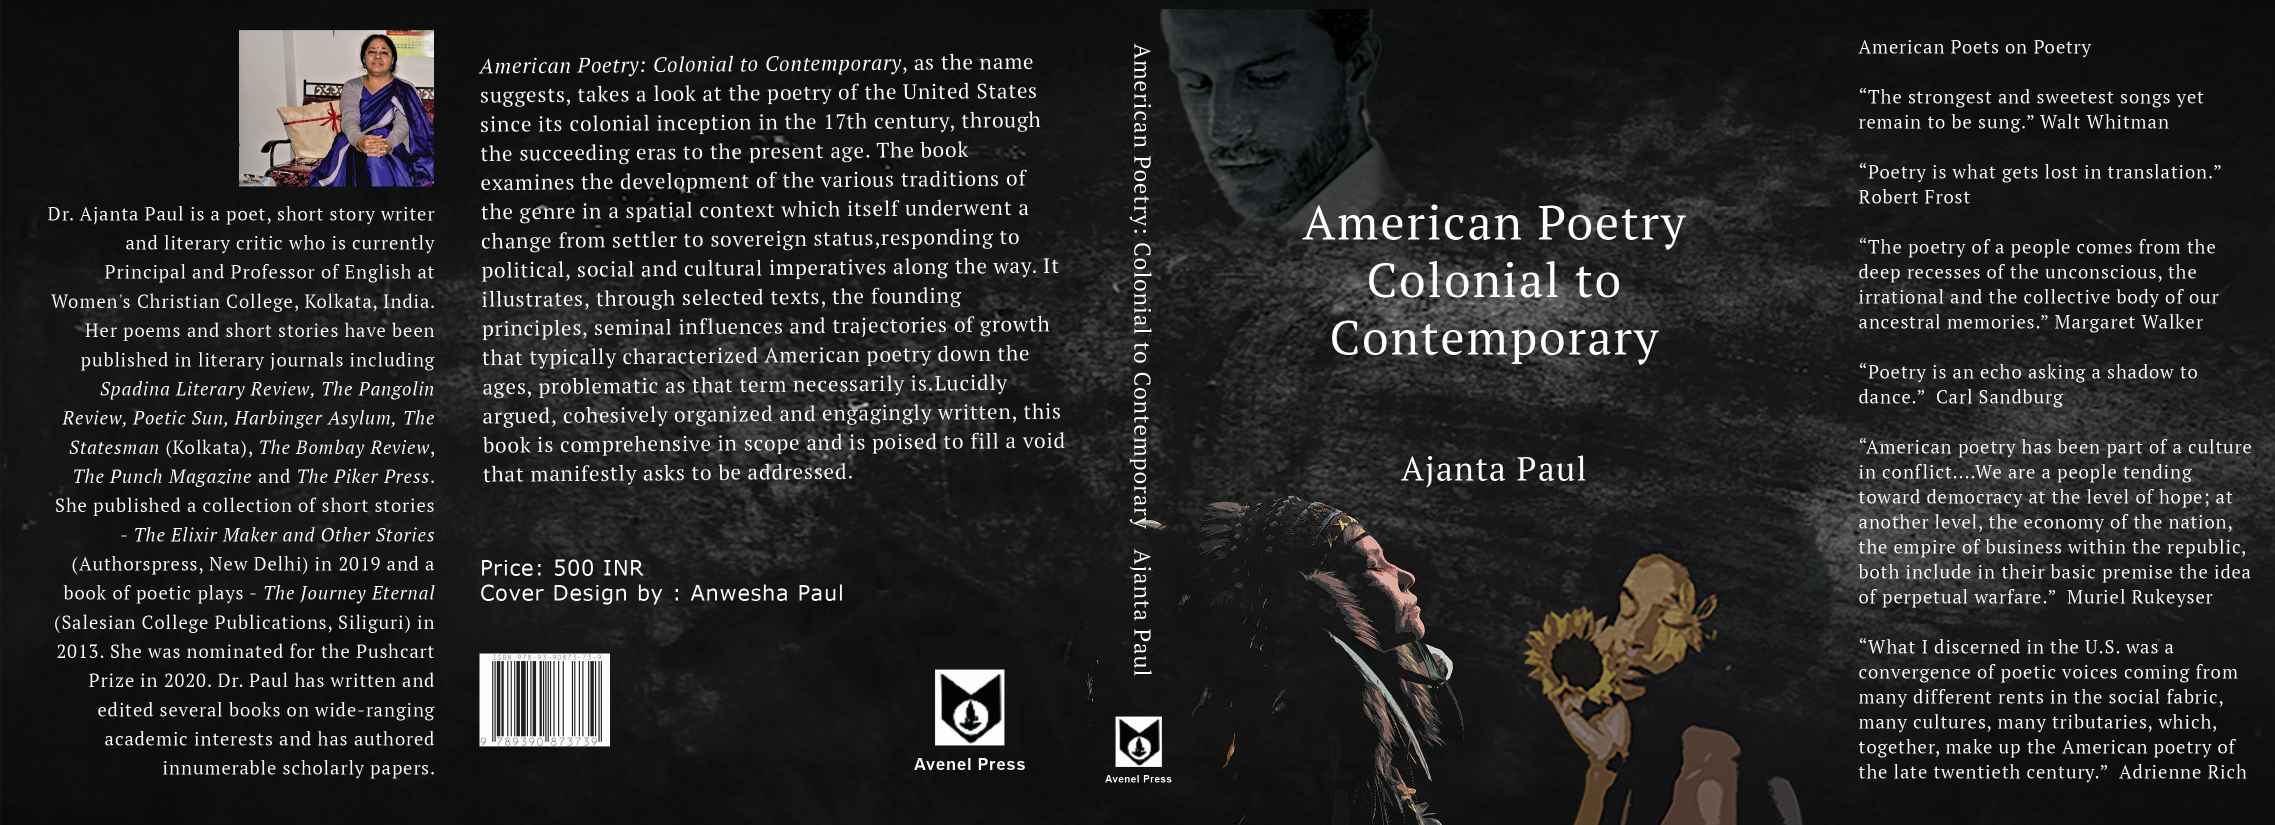 Dr. Ajanta Paul is a poet, short story writer
and literary critic who is currently
Principal and Professor of English at
Women's Christian College, Kolkata, India.
Her poems and short stories have been
published in literary journals including
Spadina Literary Review, The Pangolin
Review, Poetic Sun, Harbinger Asylum, The
Statesman (Kolkata), The Bombay Review,
The Punch Magazine and The Piker Press.
She published a collection of short stories
- The Elixir Maker and Other Stories
(Authorspress, New Delhi) in 2019 and a
book of poetic plays - The Journey Eternal
(Salesian College Publications, Siliguri) in
2013. She was nominated for the Pushcart
Prize in 2020. Dr. Paul has written and
edited several books on wide-ranging
academic interests and has authored
innumerable scholarly papers.
American Poetry: Colonial to Contemporary, as the name
suggests, takes a look at the poetry of the United States
since its colonial inception in the 17th century, through
the succeeding eras to the present age. The book
examines the development of the various traditions of
the genre in a spatial context which itself underwent a
change from settler to sovereign status,responding to
political, social and cultural imperatives along the way. It
illustrates, through selected texts, the founding
principles, seminal influences and trajectories of growth
that typically characterized American poetry down the
ages, problematic as that term necessarily is.Lucidly
argued, cohesively organized and engagingly written, this
book is comprehensive in scope and is poised to fill a void
that manifestly asks to be addressed.
Price: 500 INR
Cover Design by : Anwesha Paul
ISBN 978-93-90873-73-9
9 789390 873739
Avenel Press
American Poetry: Colonial to Contemporary Ajanta Paul
Avenel Press
American Poetry
Colonial to
Contemporary
Ajanta Paul
American Poets on Poetry
“The strongest and sweetest songs yet
remain to be sung.” Walt Whitman
“Poetry is what gets lost in translation.”
Robert Frost
“The poetry of a people comes from the
deep recesses of the unconscious, the
irrational and the collective body of our
ancestral memories.” Margaret Walker
“Poetry is an echo asking a shadow to
dance.” Carl Sandburg
“American poetry has been part of a culture
in conflict....We are a people tending
toward democracy at the level of hope; at
another level, the economy of the nation,
the empire of business within the republic,
both include in their basic premise the idea
of perpetual warfare.” Muriel Rukeyser
“What I discerned in the U.S. was a
convergence of poetic voices coming from
many different rents in the social fabric,
many cultures, many tributaries, which,
together, make up the American poetry of
the late twentieth century.” Adrienne Rich